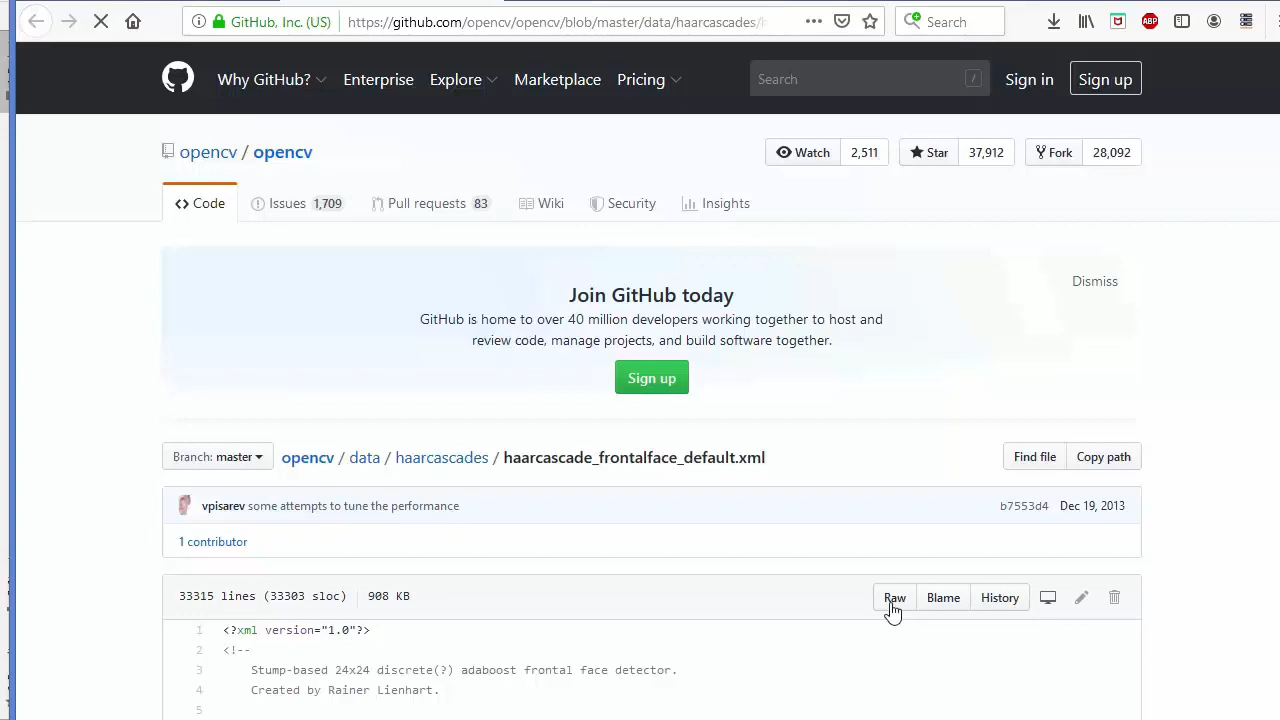 GitHub, Inc. (US) https://github.com/opencv/opencv/blob/master/data/haarcascades/ ••• Search ABP
Why GitHub? Enterprise Explore Marketplace Pricing Search / Sign in Sign up
opencv / opencv Watch 2,511 Star 37,912 Fork 28,092
Code Issues 1,709 Pull requests 83 Wiki Security Insights
Dismiss
Join GitHub today
GitHub is home to over 40 million developers working together to host and
review code, manage projects, and build software together.
Sign up
Branch: master opencv / data / haarcascades / haarcascade_frontalface_default.xml Find file Copy path
vpisarev some attempts to tune the performance b7553d4 Dec 19, 2013
1 contributor
33315 lines (33303 sloc) 908 KB Raw Blame History
1 <?xml version="1.0"?>
2 <!--
3 Stump-based 24x24 discrete(?) adaboost frontal face detector.
4 Created by Rainer Lienhart.
5